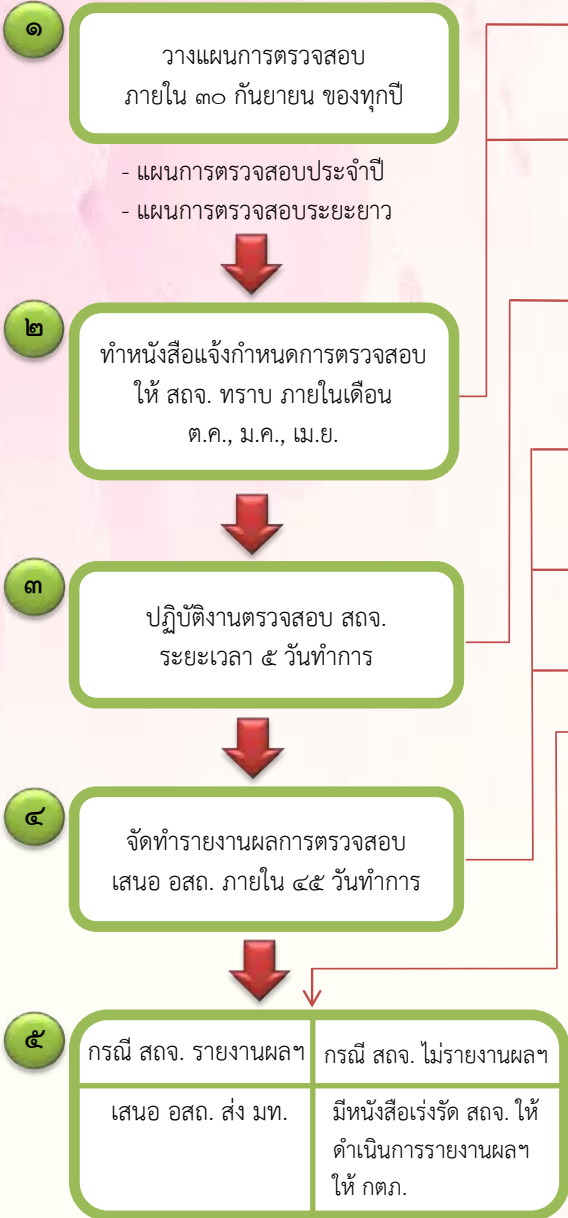 ๑
วางแผนการตรวจสอบ
ภายใน ๓๐ กันยายน ของทุกปี
- แผนการตรวจสอบประจำปี
- แผนการตรวจสอบระยะยาว
๒
ทำหนังสือแจ้งกำหนดการตรวจสอบ
ให้ สถจ. ทราบ ภายในเดือน
ต.ค., ม.ค., เม.ย.
๓
ปฏิบัติงานตรวจสอบ สถจ.
ระยะเวลา ๕ วันทำการ
๔
จัดทำรายงานผลการตรวจสอบ
เสนอ อสถ. ภายใน ๔๕ วันทำการ
๕
กรณี สถจ. รายงานผลฯ
กรณี สถจ. ไม่รายงานผลฯ
เสนอ อสถ. ส่ง มท.
มีหนังสือเร่งรัด สถจ. ให้
ดำเนินการรายงานผลฯ
ให้ กตภ.